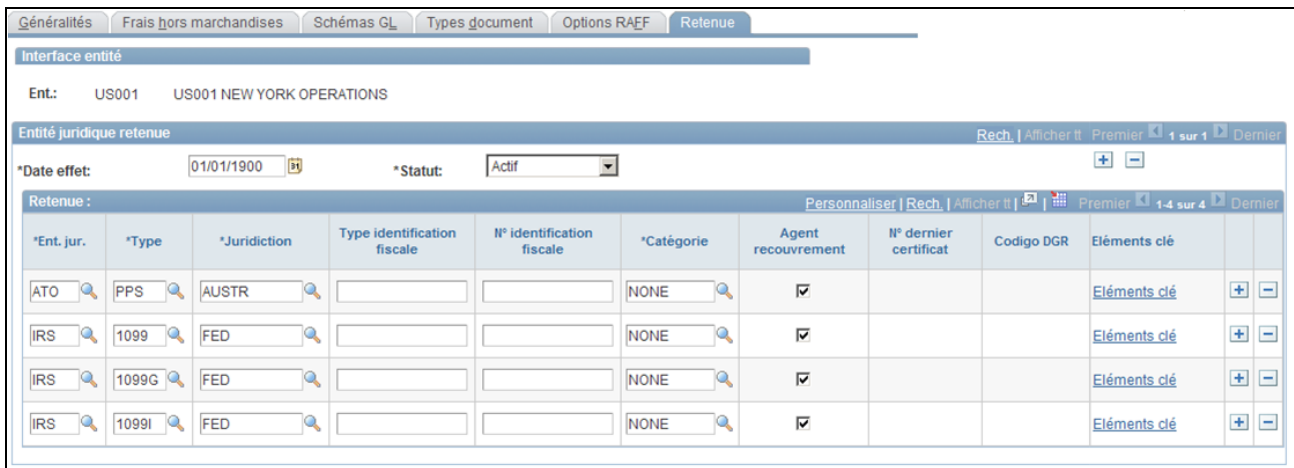 Généralités Frais hors marchandises Schémas GL Types document Options RAFF Retenue
Interface entité
Ent.: US001 US001 NEW YORK OPERATIONS
Entité juridique retenue Rech. | Afficher tt Premier 1 sur 1 Dernier
*Date effet: 01/01/1900 31 *Statut: Actif
Retenue : Personnaliser | Rech. | Afficher tt | | Premier 1-4 sur 4 Dernier
*Ent. jur. *Type *Juridiction Type identification fiscale Nº identification fiscale *Catégorie Agent recouvrement Nº dernier certificat Codigo DGR Eléments clé
ATO PPS AUSTR NONE Eléments clé
IRS 1099 FED NONE Eléments clé
IRS 1099G FED NONE Eléments clé
IRS 1099I FED NONE Eléments clé